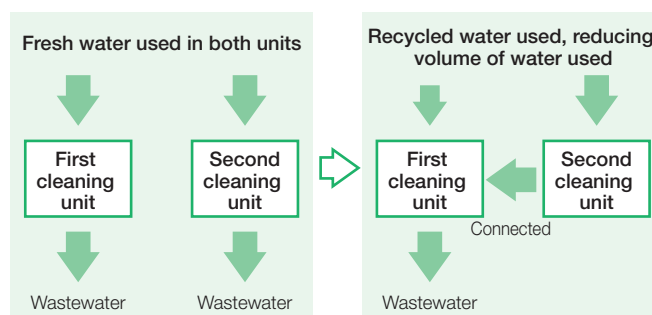 Fresh water used in both units
First
cleaning
unit
Second
cleaning
unit
Wastewater
Wastewater
Recycled water used, reducing
volume of water used
First
cleaning
unit
Second
cleaning
unit
Connected
Wastewater